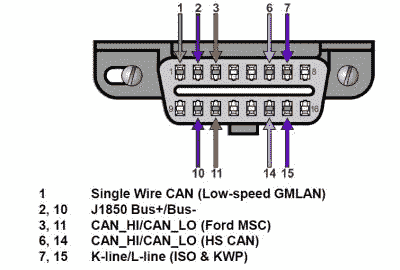 1 2 3 6 7
1 8
9 16
10 11 14 15
1 Single Wire CAN (Low-speed GMLAN)
2, 10 J1850 Bus+/Bus-
3, 11 CAN_HI/CAN_LO (Ford MSC)
6, 14 CAN_HI/CAN_LO (HS CAN)
7, 15 K-line/L-line (ISO & KWP)